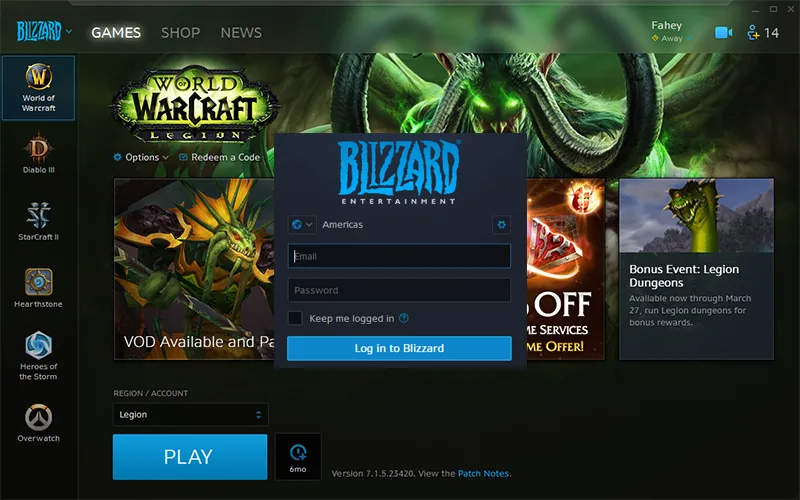 BLIZZARD
GAMES
SHOP
NEWS
Fahey
Away
14
World of
Warcraft
Diablo III
StarCraft II
Hearthstone
Heroes of
the Storm
Overwatch
WORLD
OF
WARCRAFT
LEGION
Options
Redeem a Code
VOD Available and Pa
OFF
ME SERVICES
ME OFFER!
Bonus Event: Legion
Dungeons
Available now through March
27, run Legion dungeons for
bonus rewards.
BLIZZARD
ENTERTAINMENT
Americas
Email
Password
Keep me logged in
Log in to Blizzard
REGION / ACCOUNT
Legion
PLAY
6mo
Version 7.1.5.23420. View the Patch Notes.